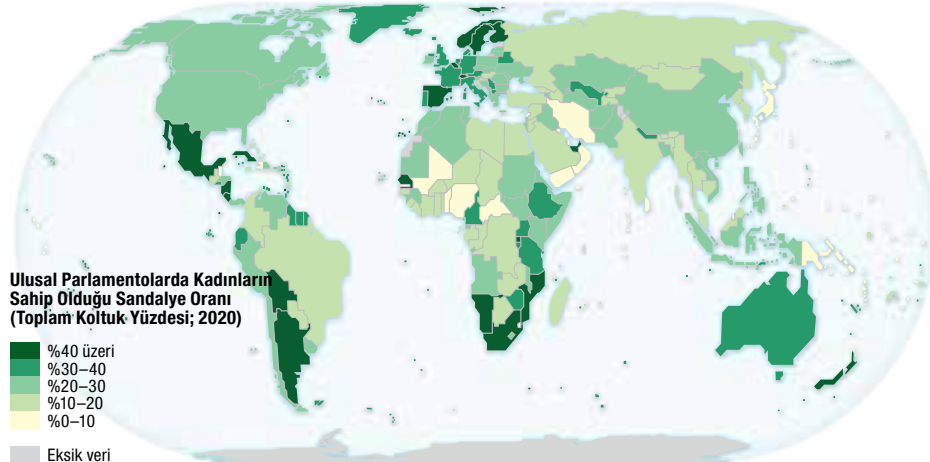 Ulusal Parlamentolarda Kadınların
Sahip Olduğu Sandalye Oranı
(Toplam Koltuk Yüzdesi; 2020)
%40 üzeri
%30–40
%20–30
%10–20
%0–10
Eksik veri